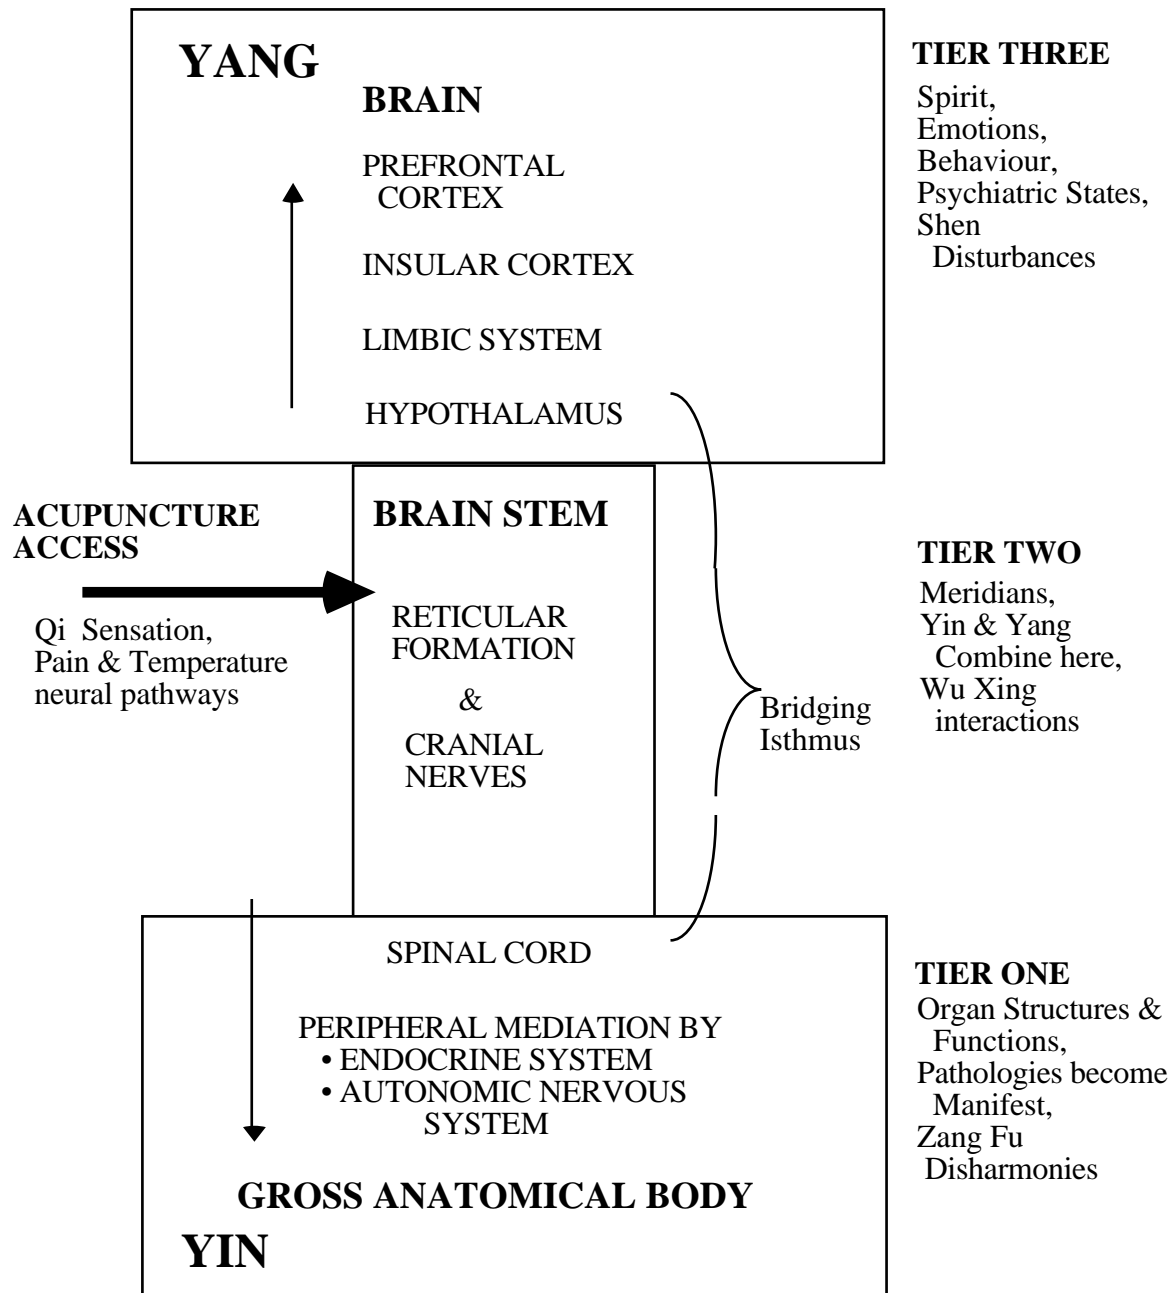 YANG
BRAIN
PREFRONTAL
CORTEX
INSULAR CORTEX
LIMBIC SYSTEM
HYPOTHALAMUS
TIER THREE
Spirit,
Emotions,
Behaviour,
Psychiatric States,
Shen
Disturbances
ACUPUNCTURE
ACCESS
Qi Sensation,
Pain & Temperature
neural pathways
BRAIN STEM
RETICULAR
FORMATION
&
CRANIAL
NERVES
Bridging
Isthmus
TIER TWO
Meridians,
Yin & Yang
Combine here,
Wu Xing
interactions
SPINAL CORD
PERIPHERAL MEDIATION BY
• ENDOCRINE SYSTEM
• AUTONOMIC NERVOUS
SYSTEM
GROSS ANATOMICAL BODY
YIN
TIER ONE
Organ Structures &
Functions,
Pathologies become
Manifest,
Zang Fu
Disharmonies